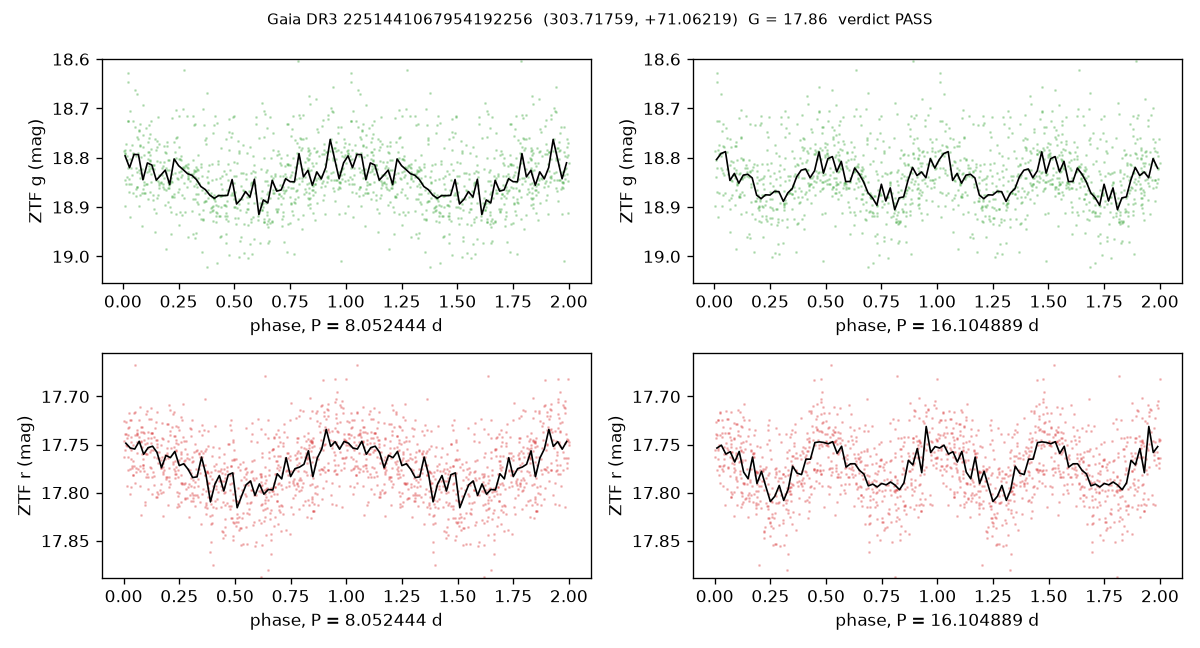 Gaia DR3 2251441067954192256 (303.71759, +71.06219) G = 17.86 verdict PASS
ZTF g (mag)
18.6
18.7
18.8
18.9
19.0
0.00 0.25 0.50 0.75 1.00 1.25 1.50 1.75 2.00
phase, P = 8.052444 d
ZTF g (mag)
18.6
18.7
18.8
18.9
19.0
0.00 0.25 0.50 0.75 1.00 1.25 1.50 1.75 2.00
phase, P = 16.104889 d
ZTF r (mag)
17.70
17.75
17.80
17.85
0.00 0.25 0.50 0.75 1.00 1.25 1.50 1.75 2.00
phase, P = 8.052444 d
ZTF r (mag)
17.70
17.75
17.80
17.85
0.00 0.25 0.50 0.75 1.00 1.25 1.50 1.75 2.00
phase, P = 16.104889 d